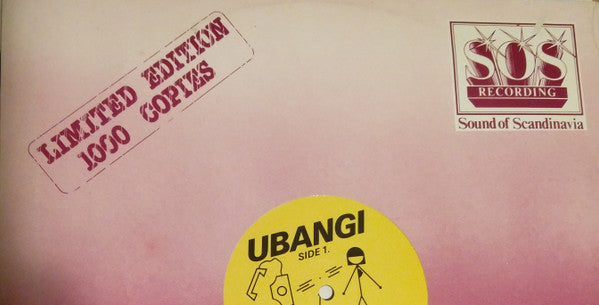 LIMITED EDITION
1000 COPIES
SOS
RECORDING
Sound of Scandinavia
UBANGI
SIDE 1.